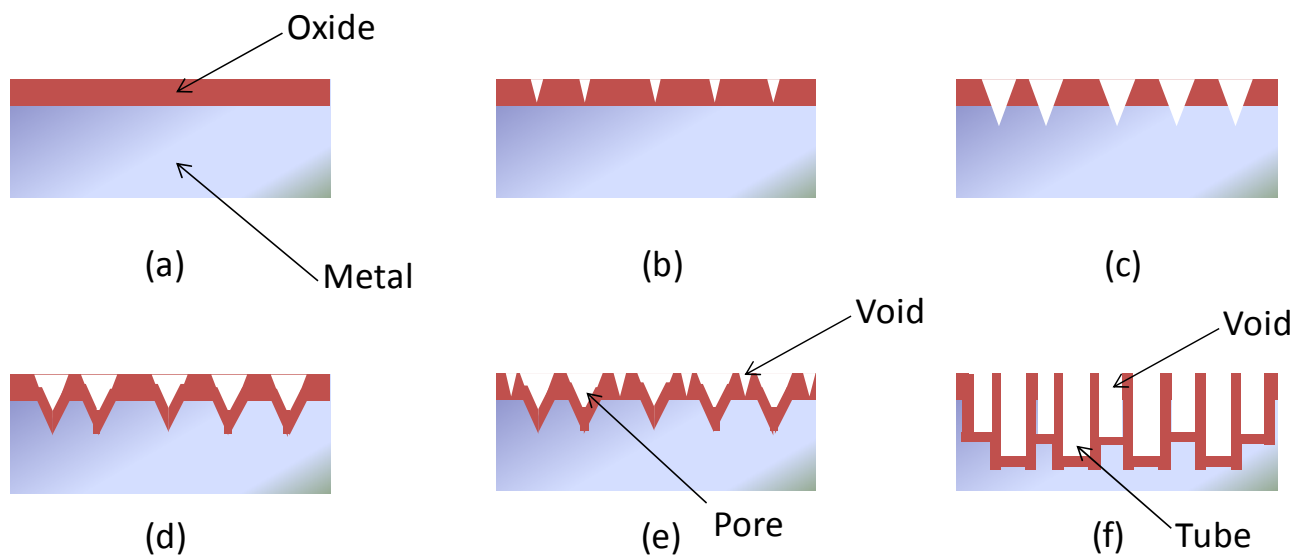 Oxide
(a)
Metal
(b)
(c)
Void
Void
(d)
(e)
Pore
(f)
Tube